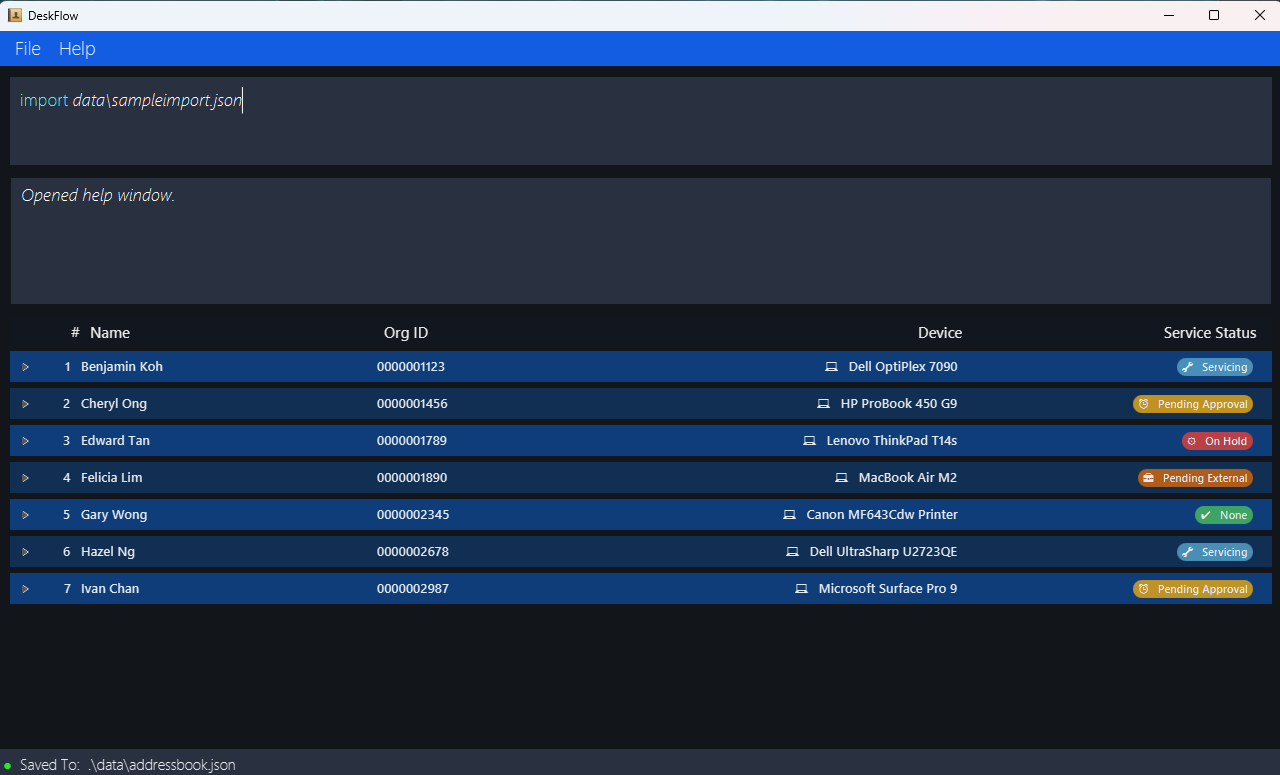 DeskFlow
File Help
import data\sampleimport.json
Opened help window.
# Name Org ID Device Service Status
1 Benjamin Koh 0000001123 Dell OptiPlex 7090 Servicing
2 Cheryl Ong 0000001456 HP ProBook 450 G9 Pending Approval
3 Edward Tan 0000001789 Lenovo ThinkPad T14s On Hold
4 Felicia Lim 0000001890 MacBook Air M2 Pending External
5 Gary Wong 0000002345 Canon MF643Cdw Printer None
6 Hazel Ng 0000002678 Dell UltraSharp U2723QE Servicing
7 Ivan Chan 0000002987 Microsoft Surface Pro 9 Pending Approval
Saved To: .\data\addressbook.json